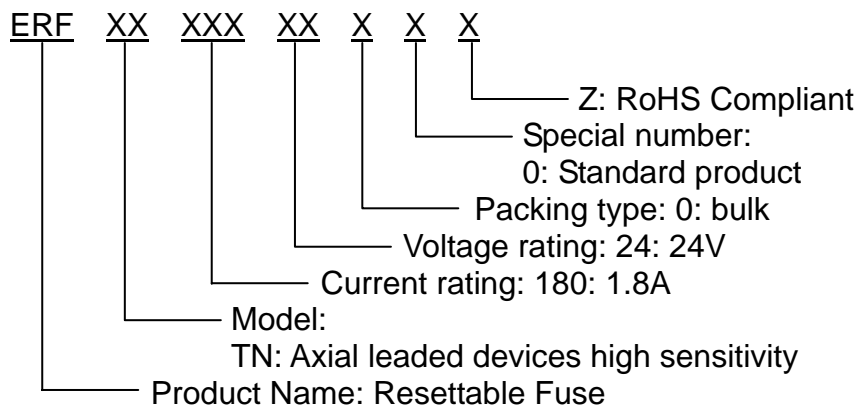 ERF XX XXX XX X X X
Z: RoHS Compliant
Special number:
0: Standard product
Packing type: 0: bulk
Voltage rating: 24: 24V
Current rating: 180: 1.8A
Model:
TN: Axial leaded devices high sensitivity
Product Name: Resettable Fuse